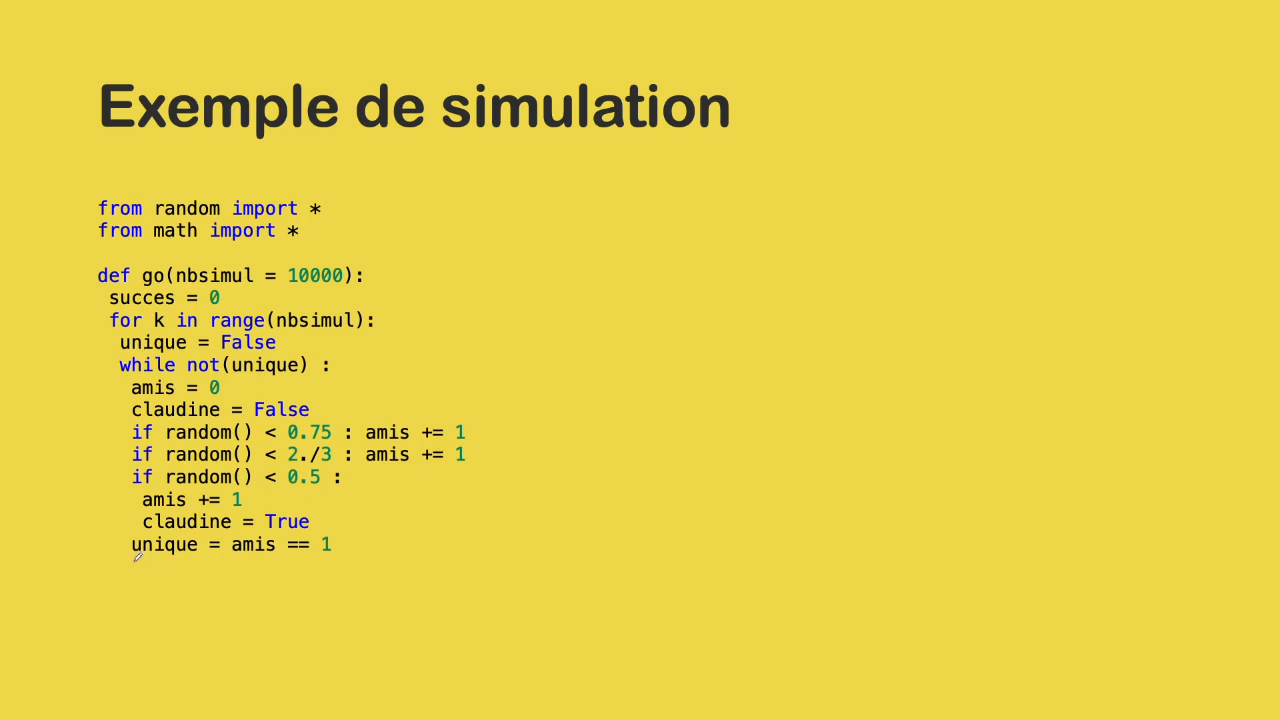 Exemple de simulation
from random import *
from math import *
def go(nbsimul = 10000):
 succes = 0
 for k in range(nbsimul):
  unique = False
  while not(unique) :
   amis = 0
   claudine = False
   if random() < 0.75 : amis += 1
   if random() < 2./3 : amis += 1
   if random() < 0.5 :
    amis += 1
    claudine = True
   unique = amis == 1